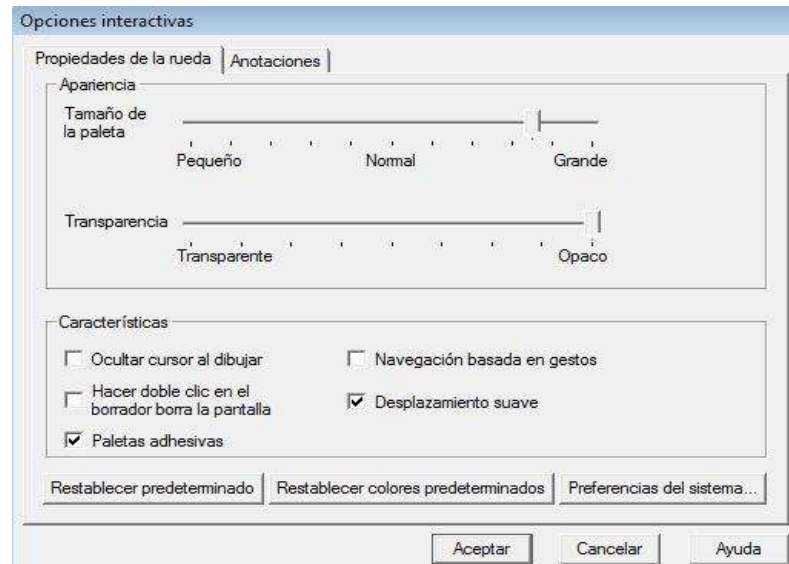 Opciones interactivas
Propiedades de la rueda Anotaciones
Apariencia
Tamaño de
la paleta
Pequeño Normal Grande
Transparencia
Transparente Opaco
Características
Ocultar cursor al dibujar Navegación basada en gestos
Hacer doble clic en el
borrador borra la pantalla Desplazamiento suave
Paletas adhesivas
Restablecer predeterminado Restablecer colores predeterminados Preferencias del sistema...
Aceptar Cancelar Ayuda